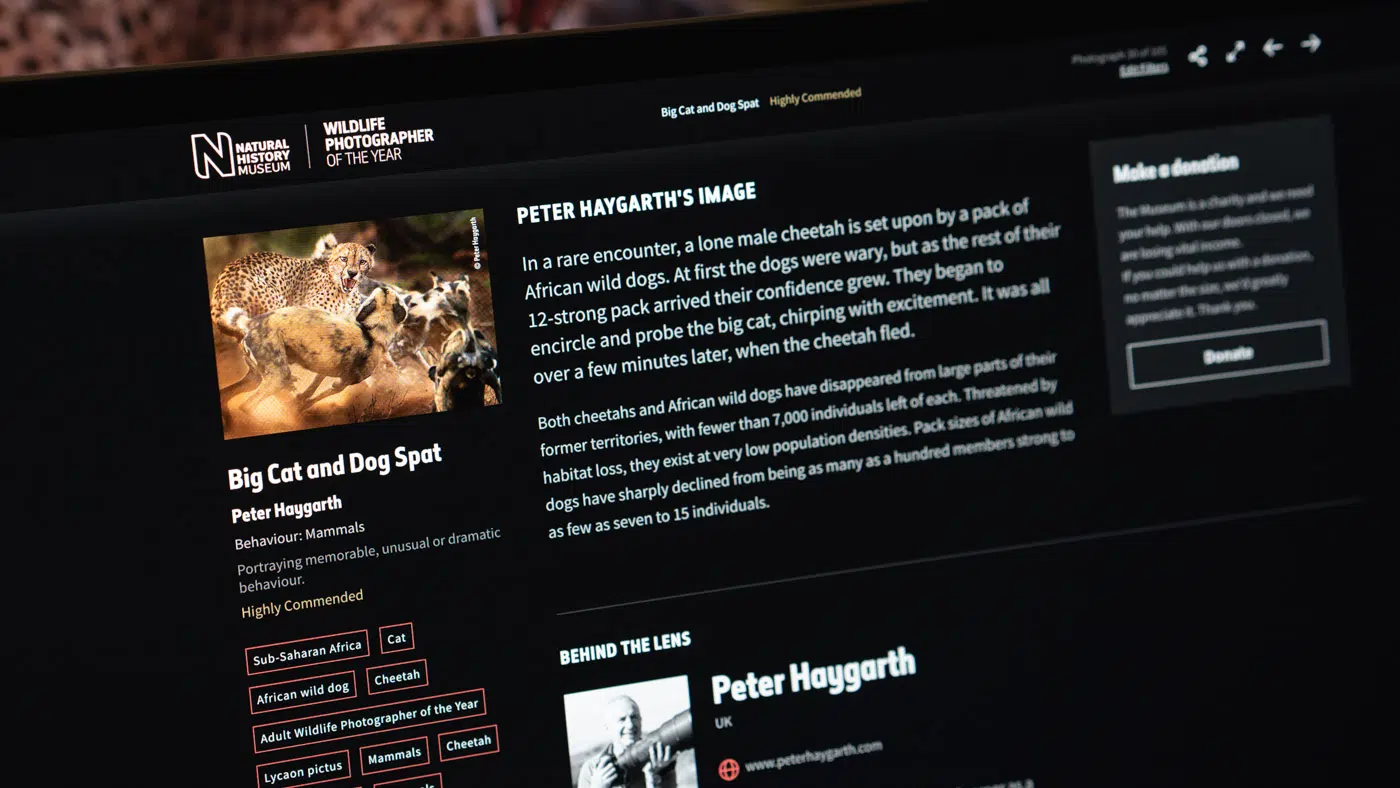 Photograph 30 of 101
Edit Filters
Big Cat and Dog Spat Highly Commended
NATURAL
HISTORY
MUSEUM
WILDLIFE
PHOTOGRAPHER
OF THE YEAR
© Peter Haygarth
Big Cat and Dog Spat
Peter Haygarth
Behaviour: Mammals
Portraying memorable, unusual or dramatic
behaviour.
Highly Commended
Sub-Saharan Africa Cat
African wild dog Cheetah
Adult Wildlife Photographer of the Year
Lycaon pictus Mammals Cheetah
PETER HAYGARTH'S IMAGE
In a rare encounter, a lone male cheetah is set upon by a pack of
African wild dogs. At first the dogs were wary, but as the rest of their
12-strong pack arrived their confidence grew. They began to
encircle and probe the big cat, chirping with excitement. It was all
over a few minutes later, when the cheetah fled.
Both cheetahs and African wild dogs have disappeared from large parts of their
former territories, with fewer than 7,000 individuals left of each. Threatened by
habitat loss, they exist at very low population densities. Pack sizes of African wild
dogs have sharply declined from being as many as a hundred members strong to
as few as seven to 15 individuals.
Make a donation
The Museum is a charity and we need
your help. With our doors closed, we
are losing vital income.
If you could help us with a donation,
no matter the size, we'd greatly
appreciate it. Thank you.
Donate
BEHIND THE LENS
Peter Haygarth
UK
www.peterhaygarth.com